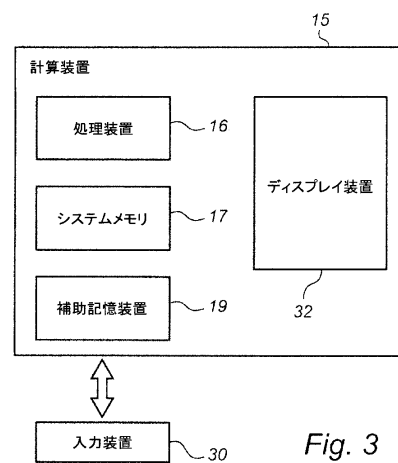 15
計算装置
処理装置
16
システムメモリ
17
補助記憶装置
19
ディスプレイ装置
32
入力装置
30
Fig. 3